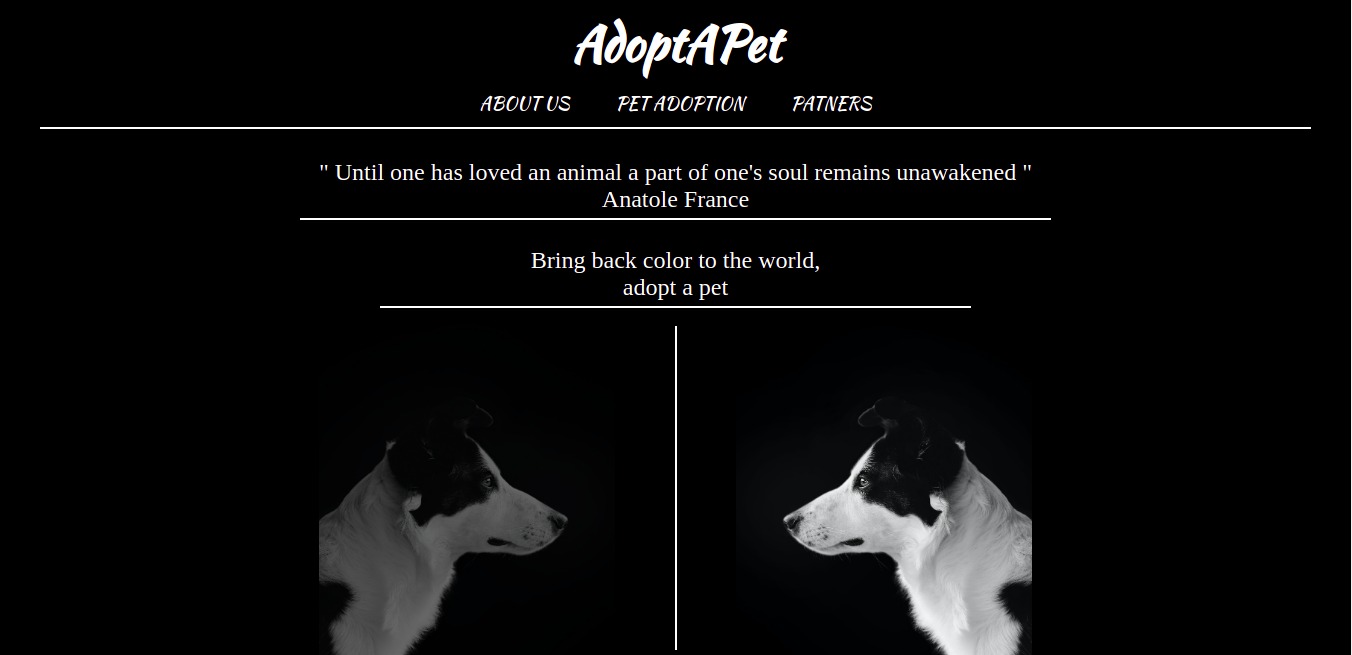 AdoptAPet
ABOUT US PET ADOPTION PATNERS
" Until one has loved an animal a part of one's soul remains unawakened "
Anatole France
Bring back color to the world,
adopt a pet